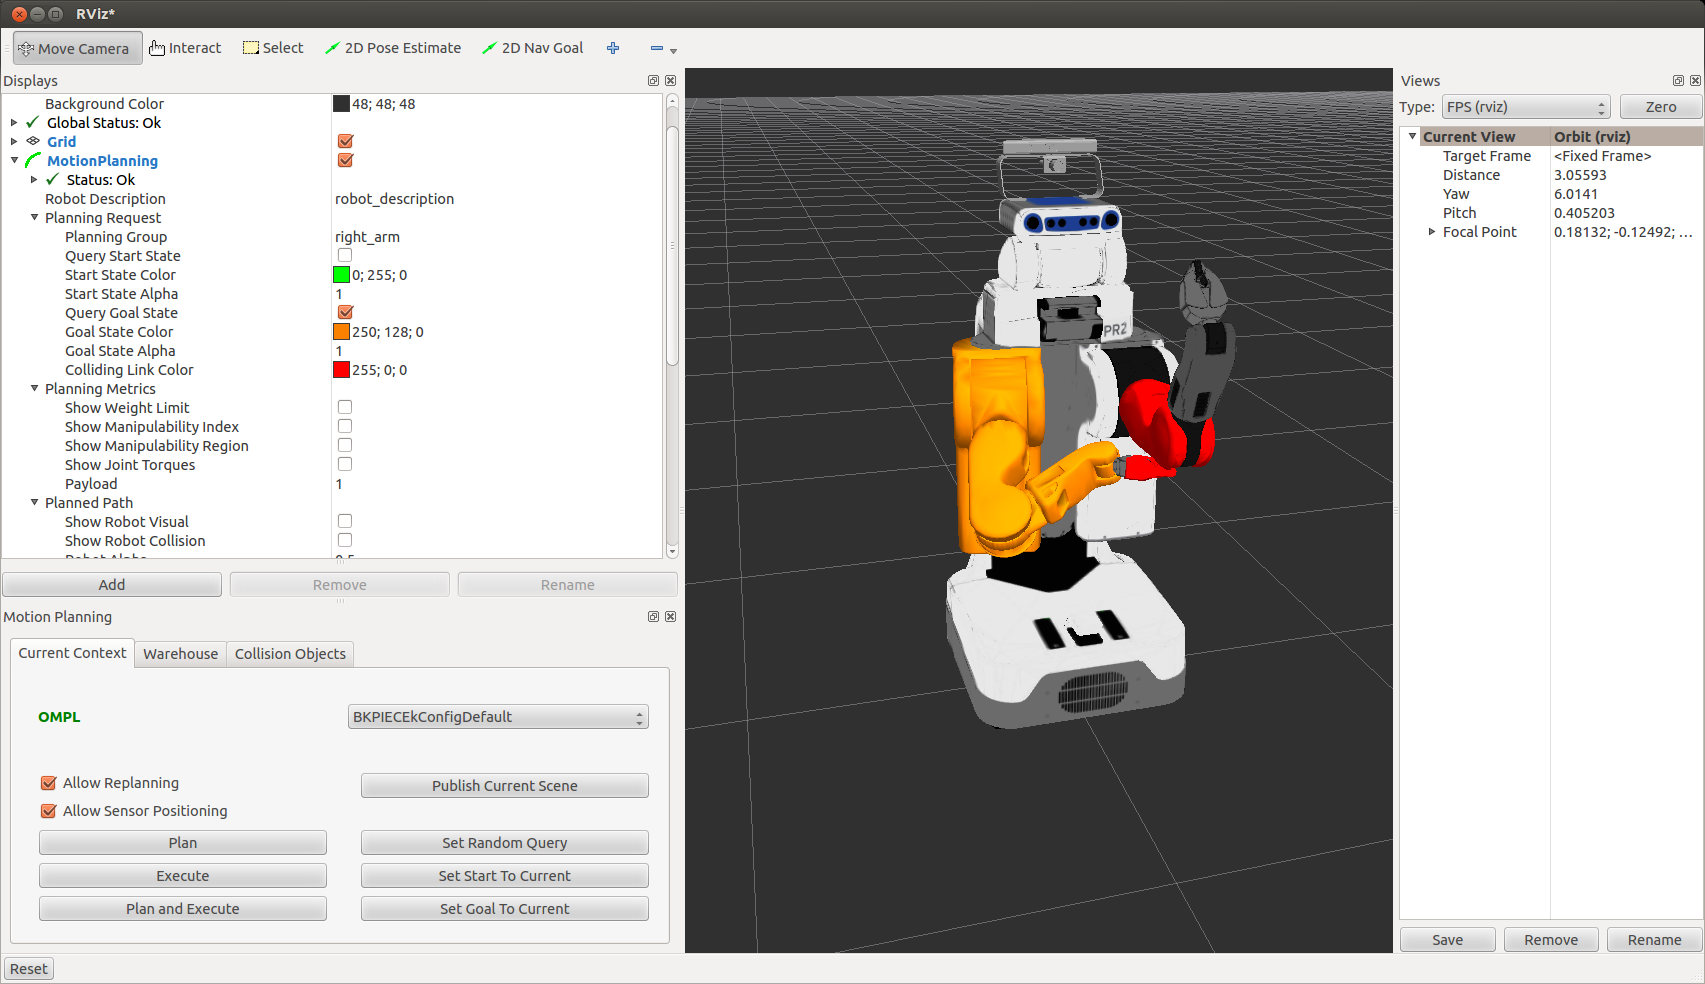 RViz*
Move Camera Interact Select 2D Pose Estimate 2D Nav Goal
Displays
Background Color 48; 48; 48
Global Status: Ok
Grid
MotionPlanning
Status: Ok
Robot Description robot_description
Planning Request
Planning Group right_arm
Query Start State
Start State Color 0; 255; 0
Start State Alpha 1
Query Goal State
Goal State Color 250; 128; 0
Goal State Alpha 1
Colliding Link Color 255; 0; 0
Planning Metrics
Show Weight Limit
Show Manipulability Index
Show Manipulability Region
Show Joint Torques
Payload 1
Planned Path
Show Robot Visual
Show Robot Collision
Robot Alpha 0.5
Add Remove Rename
Motion Planning
Current Context Warehouse Collision Objects
OMPL BKPIECEkConfigDefault
Allow Replanning Publish Current Scene
Allow Sensor Positioning
Plan Set Random Query
Execute Set Start To Current
Plan and Execute Set Goal To Current
Reset
PR2
Views
Type: FPS (rviz) Zero
Current View Orbit (rviz)
Target Frame <Fixed Frame>
Distance 3.05593
Yaw 6.0141
Pitch 0.405203
Focal Point 0.18132; -0.12492; ...
Save Remove Rename